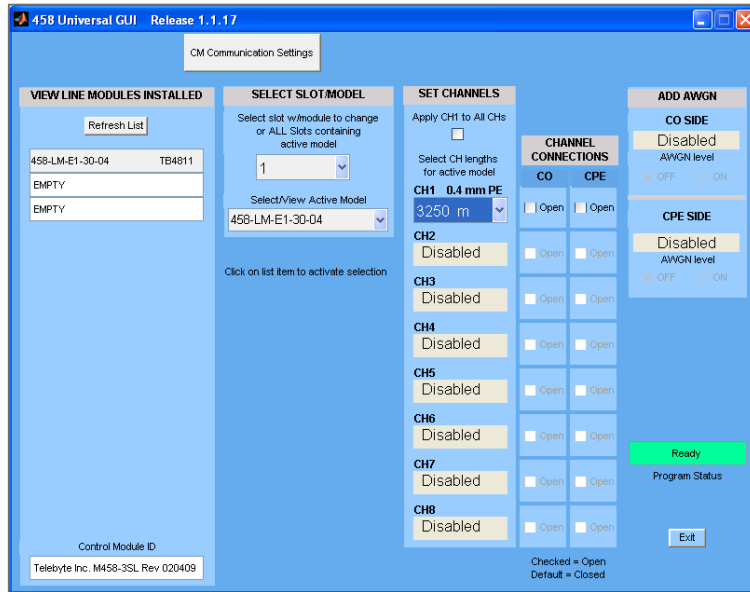 458 Universal GUI Release 1.1.17
CM Communication Settings
VIEW LINE MODULES INSTALLED
Refresh List
458-LM-E1-30-04 TB4811
EMPTY
EMPTY
Control Module ID
Telebyte Inc. M458-3SL Rev 020409
SELECT SLOT/MODEL
Select slot w/module to change
or ALL Slots containing
active model
1
Select/View Active Model
458-LM-E1-30-04
Click on list item to activate selection
SET CHANNELS
Apply CH1 to All CHs
Select CH lengths
for active model
CH1 0.4 mm PE
3250 m
CH2
Disabled
CH3
Disabled
CH4
Disabled
CH5
Disabled
CH6
Disabled
CH7
Disabled
CH8
Disabled
CHANNEL
CONNECTIONS
CO CPE
Open Open
Open Open
Open Open
Open Open
Open Open
Open Open
Open Open
Open Open
Checked = Open
Default = Closed
ADD AWGN
CO SIDE
Disabled
AWGN level
OFF ON
CPE SIDE
Disabled
AWGN level
OFF ON
Ready
Program Status
Exit